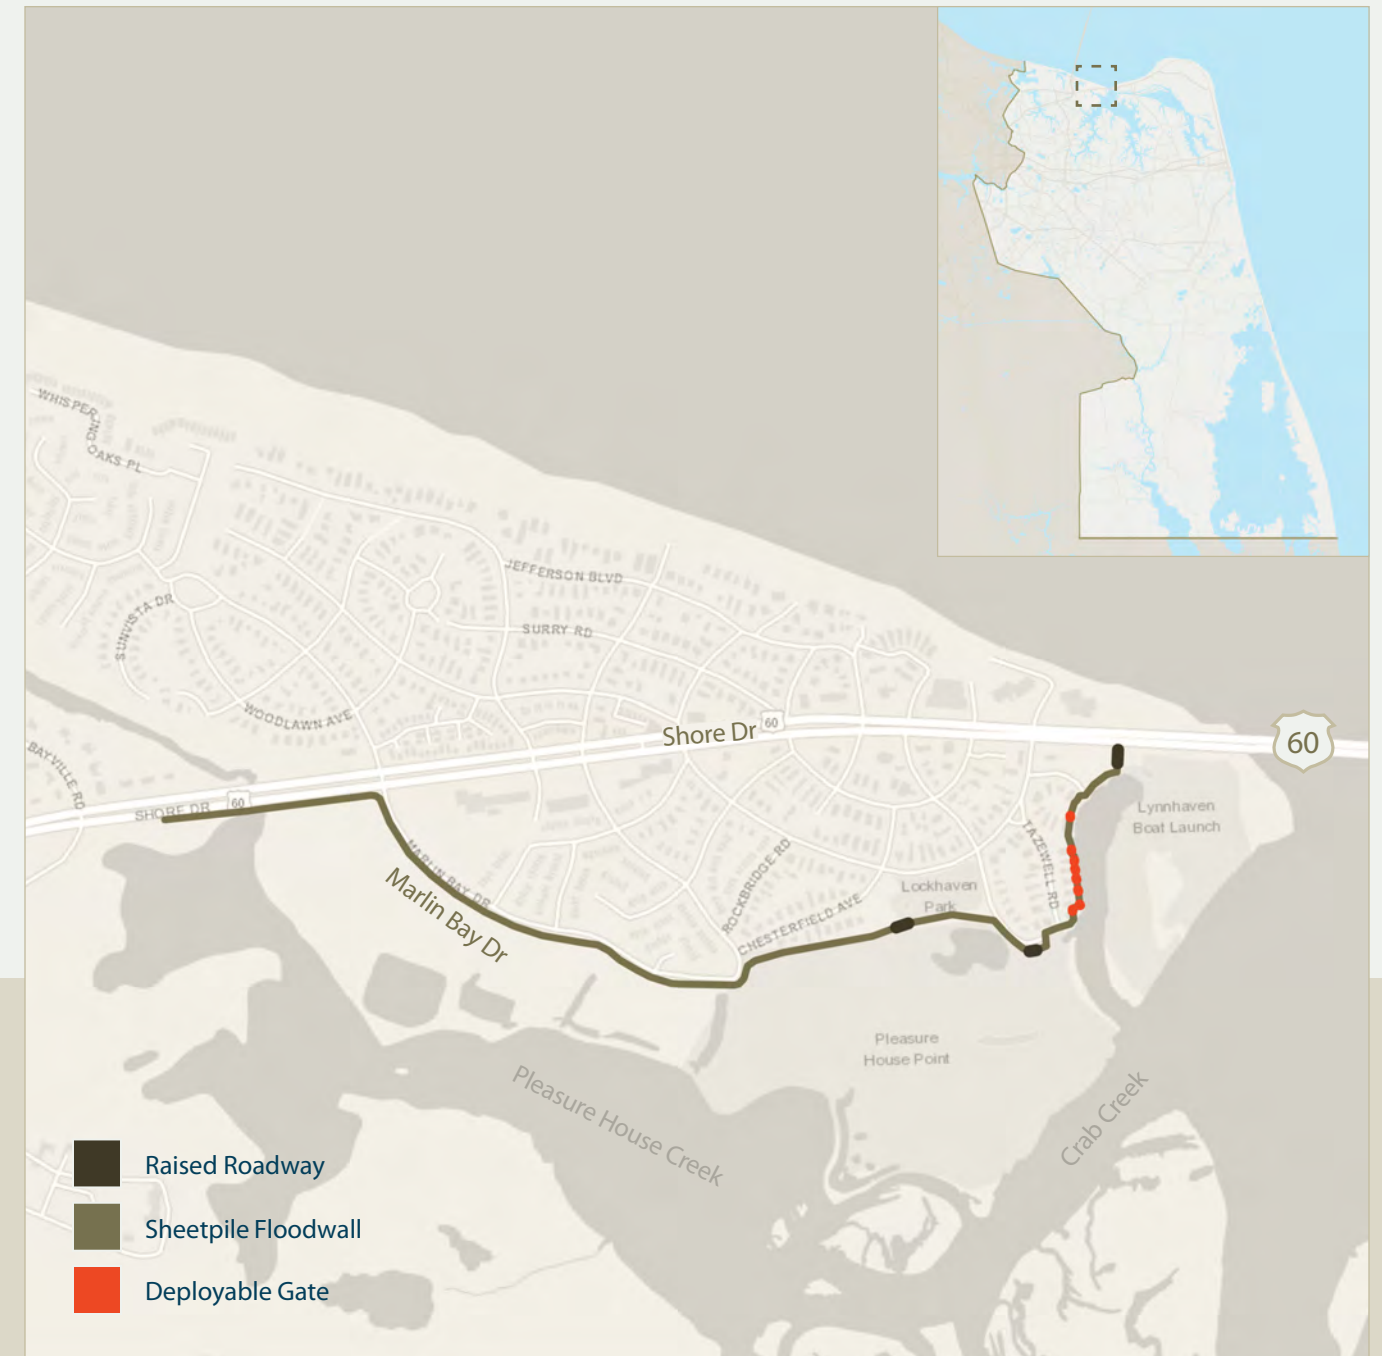 WHISPER
ING
OAKS PL
JEFFERSON BLVD
SURRY RD
SUNVISTA DR
WOODLAWN AVE
Shore Dr
60
60
BAYVILLE RD
SHORE DR
60
Lynnhaven
Boat Launch
TAZEWELL RD
MARLIN BAY DR
Marlin Bay Dr
ROCKBRIDGE RD
CHESTERFIELD AVE
Lockhaven
Park
Pleasure
House Point
Pleasure House Creek
Crab Creek
Raised Roadway
Sheetpile Floodwall
Deployable Gate